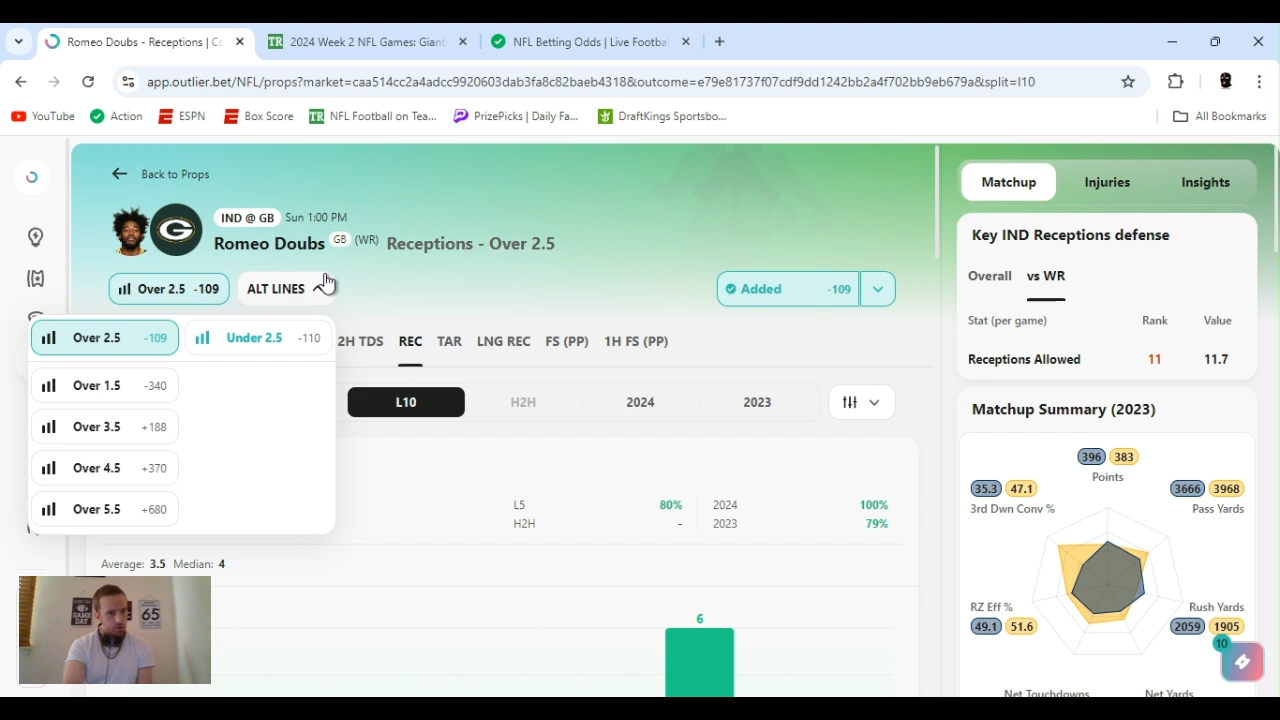 Romeo Doubs - Receptions | Co
2024 Week 2 NFL Games: Giant
NFL Betting Odds | Live Footba
app.outlier.bet/NFL/props?market=caa514cc2a4adcc9920603dab3fa8c82baeb4318&outcome=e79e81737f07cdf9dd1242bb2a4f702bb9eb679a&split=l10
YouTube
Action
ESPN
Box Score
NFL Football on Tea...
PrizePicks | Daily Fa...
DraftKings Sportsbo...
All Bookmarks
Back to Props
IND @ GB Sun 1:00 PM
Romeo Doubs GB (WR) Receptions - Over 2.5
Over 2.5 -109
ALT LINES
Added -109
Over 2.5 -109
Under 2.5 -110
Over 1.5 -340
Over 3.5 +188
Over 4.5 +370
Over 5.5 +680
2H TDS REC TAR LNG REC FS (PP) 1H FS (PP)
L10 H2H 2024 2023
L5 80% 2024 100%
H2H - 2023 79%
Average: 3.5 Median: 4
6
GAME DAY
65
Matchup Injuries Insights
Key IND Receptions defense
Overall vs WR
Stat (per game) Rank Value
Receptions Allowed 11 11.7
Matchup Summary (2023)
396 383
Points
35.3 47.1
3rd Dwn Conv %
3666 3968
Pass Yards
RZ Eff %
49.1 51.6
Rush Yards
2059 1905
10
Net Touchdowns Net Yards